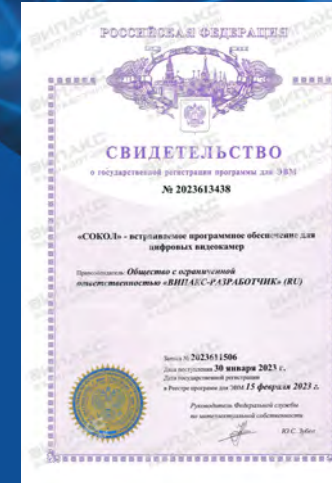 РОССИЙСКАЯ ФЕДЕРАЦИЯ
СВИДЕТЕЛЬСТВО
о государственной регистрации программы для ЭВМ
№ 2023613438
«СОКОЛ» - встраиваемое программное обеспечение для
цифровых видеокамер
Правообладатель: Общество с ограниченной
ответственностью «ВИПАКС-РАЗРАБОТЧИК» (RU)
Заявка № 2023611506
Дата поступления 30 января 2023 г.
Дата государственной регистрации
в Реестре программ для ЭВМ 15 февраля 2023 г.
Руководитель Федеральной службы
по интеллектуальной собственности
Ю.С. Зубов